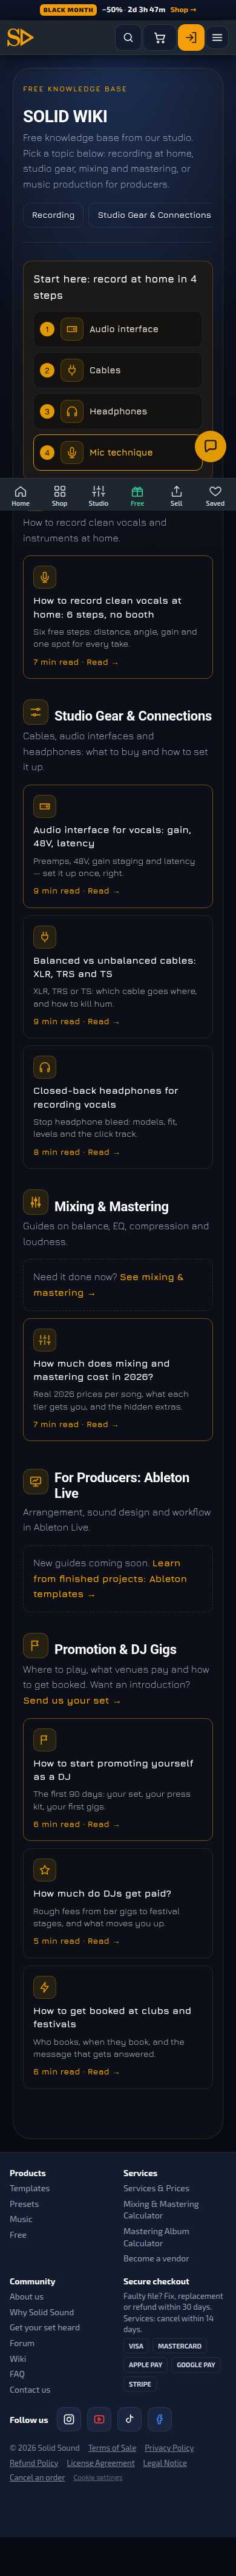 BLACK MONTH −50% · 2d 3h 47m Shop →
SD
FREE KNOWLEDGE BASE
SOLID WIKI
Free knowledge base from our studio.
Pick a topic below: recording at home,
studio gear, mixing and mastering, or
music production for producers.
Recording
Studio Gear & Connections
Start here: record at home in 4
steps
1 Audio interface
2 Cables
3 Headphones
4 Mic technique
Home Shop Studio Free Sell Saved
How to record clean vocals and
instruments at home.
How to record clean vocals at
home: 6 steps, no booth
Six free steps: distance, angle, gain and
one spot for every take.
7 min read · Read →
Studio Gear & Connections
Cables, audio interfaces and
headphones: what to buy and how to set
it up.
Audio interface for vocals: gain,
48V, latency
Preamps, 48V, gain staging and latency
— set it up once, right.
9 min read · Read →
Balanced vs unbalanced cables:
XLR, TRS and TS
XLR, TRS or TS: which cable goes where,
and how to kill hum.
9 min read · Read →
Closed-back headphones for
recording vocals
Stop headphone bleed: models, fit,
levels and the click track.
8 min read · Read →
Mixing & Mastering
Guides on balance, EQ, compression and
loudness.
Need it done now? See mixing &
mastering →
How much does mixing and
mastering cost in 2026?
Real 2026 prices per song, what each
tier gets you, and the hidden extras.
7 min read · Read →
For Producers: Ableton
Live
Arrangement, sound design and workflow
in Ableton Live.
New guides coming soon. Learn
from finished projects: Ableton
templates →
Promotion & DJ Gigs
Where to play, what venues pay and how
to get booked. Want an introduction?
Send us your set →
How to start promoting yourself
as a DJ
The first 90 days: your set, your press
kit, your first gigs.
6 min read · Read →
How much do DJs get paid?
Rough fees from bar gigs to festival
stages, and what moves you up.
5 min read · Read →
How to get booked at clubs and
festivals
Who books, when they book, and the
message that gets answered.
6 min read · Read →
Products
Templates
Presets
Music
Free
Services
Services & Prices
Mixing & Mastering
Calculator
Mastering Album
Calculator
Become a vendor
Community
About us
Why Solid Sound
Get your set heard
Forum
Wiki
FAQ
Contact us
Secure checkout
Faulty file? Fix, replacement
or refund within 30 days.
Services: cancel within 14
days.
VISA MASTERCARD
APPLE PAY GOOGLE PAY
STRIPE
Follow us
© 2026 Solid Sound Terms of Sale Privacy Policy
Refund Policy License Agreement Legal Notice
Cancel an order Cookie settings